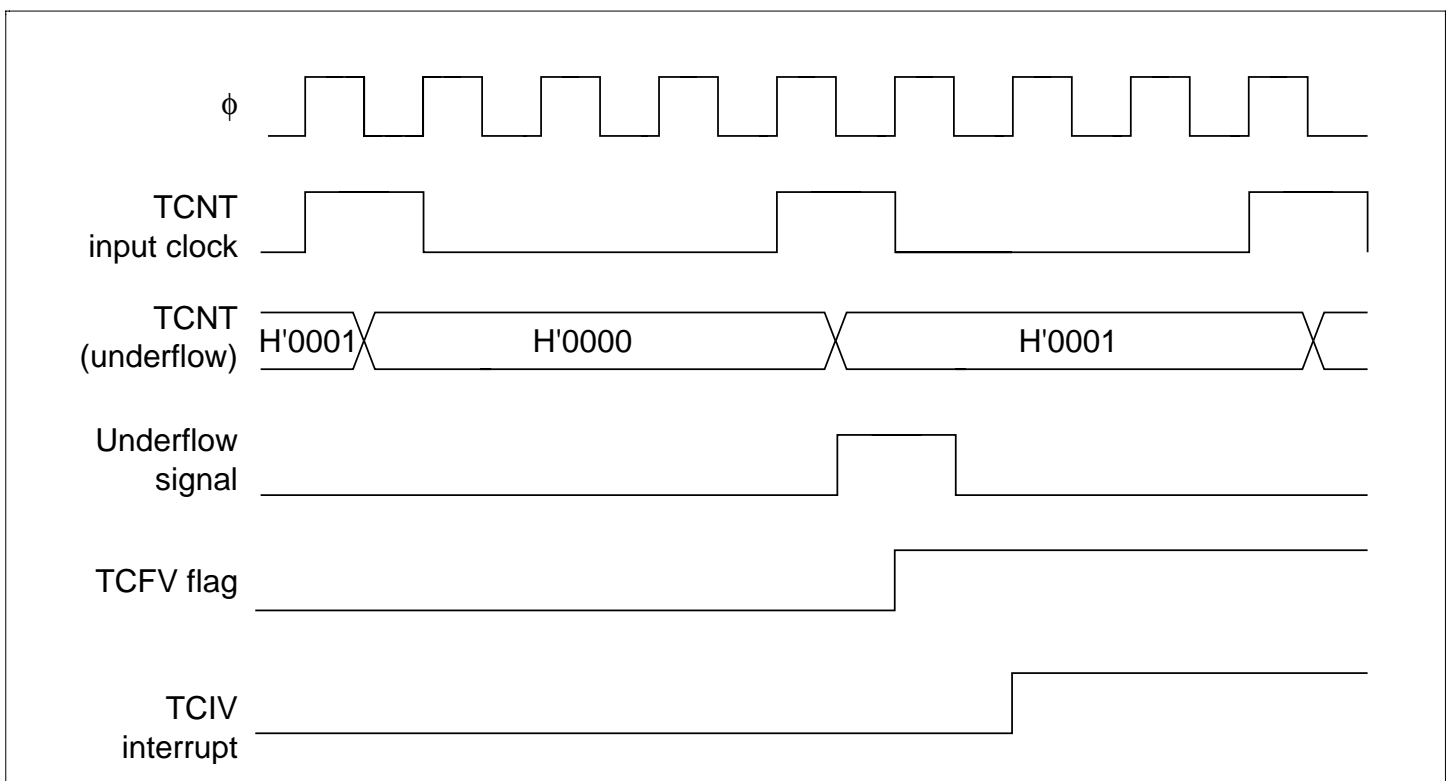 φ
TCNT
input clock
TCNT
(underflow)
H'0001 H'0000 H'0001
Underflow
signal
TCFV flag
TCIV
interrupt